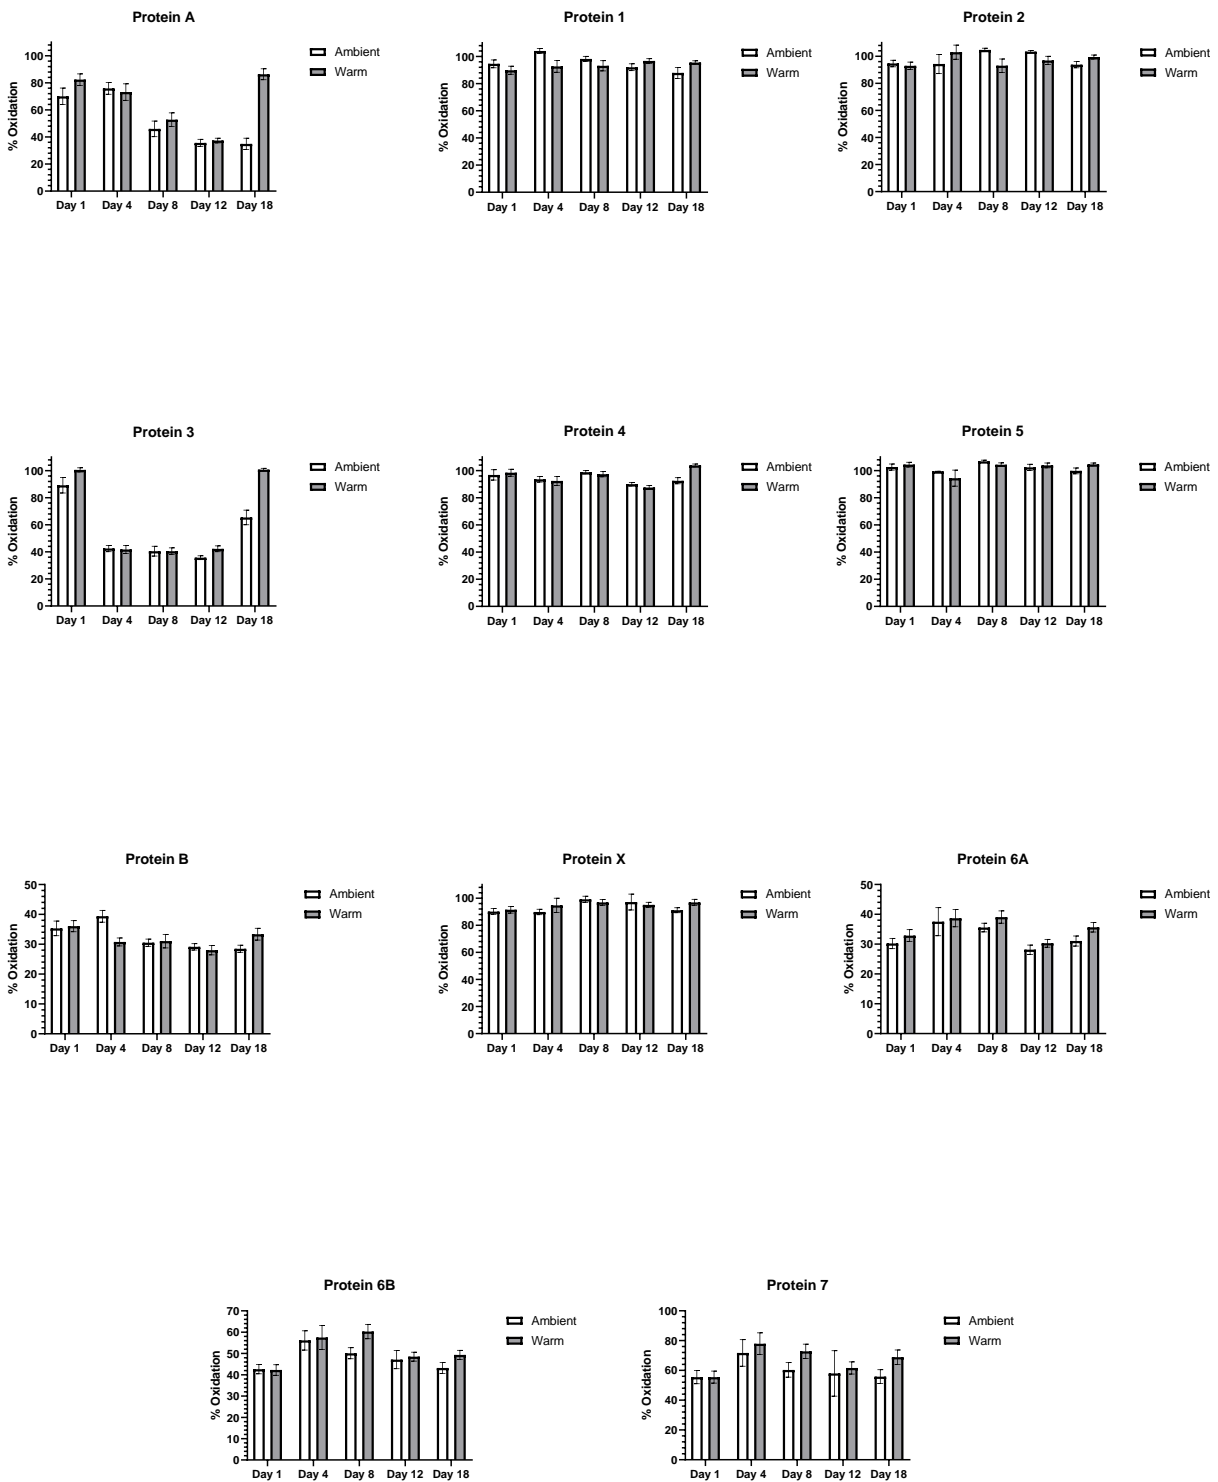 Protein A
% Oxidation
100
80
60
40
20
0
Day 1 Day 4 Day 8 Day 12 Day 18
Ambient
Warm
Protein 1
% Oxidation
100
80
60
40
20
0
Day 1 Day 4 Day 8 Day 12 Day 18
Ambient
Warm
Protein 2
% Oxidation
100
80
60
40
20
0
Day 1 Day 4 Day 8 Day 12 Day 18
Ambient
Warm
Protein 3
% Oxidation
100
80
60
40
20
0
Day 1 Day 4 Day 8 Day 12 Day 18
Ambient
Warm
Protein 4
% Oxidation
100
80
60
40
20
0
Day 1 Day 4 Day 8 Day 12 Day 18
Ambient
Warm
Protein 5
% Oxidation
100
80
60
40
20
0
Day 1 Day 4 Day 8 Day 12 Day 18
Ambient
Warm
Protein B
% Oxidation
50
40
30
20
10
0
Day 1 Day 4 Day 8 Day 12 Day 18
Ambient
Warm
Protein X
% Oxidation
100
80
60
40
20
0
Day 1 Day 4 Day 8 Day 12 Day 18
Ambient
Warm
Protein 6A
% Oxidation
50
40
30
20
10
0
Day 1 Day 4 Day 8 Day 12 Day 18
Ambient
Warm
Protein 6B
% Oxidation
70
60
50
40
30
20
10
0
Day 1 Day 4 Day 8 Day 12 Day 18
Ambient
Warm
Protein 7
% Oxidation
100
80
60
40
20
0
Day 1 Day 4 Day 8 Day 12 Day 18
Ambient
Warm